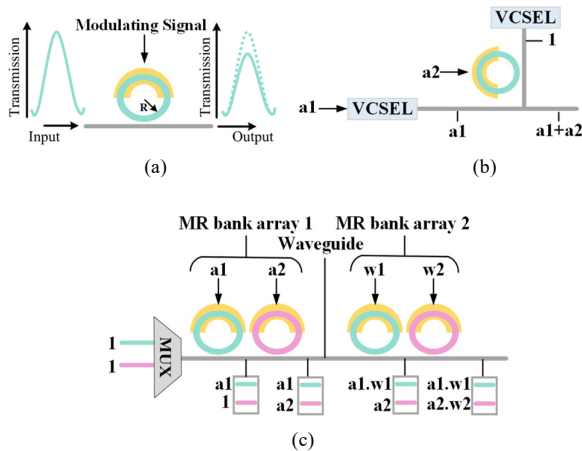 Modulating Signal
Transmission
R
Transmission
Input
Output
(a)
VCSEL
1
a2
a1
VCSEL
a1
a1+a2
(b)
MR bank array 1
MR bank array 2
Waveguide
a1
a2
w1
w2
1
1
MUX
a1
1
a1
a2
a1.w1
a2
a1.w1
a2.w2
(c)